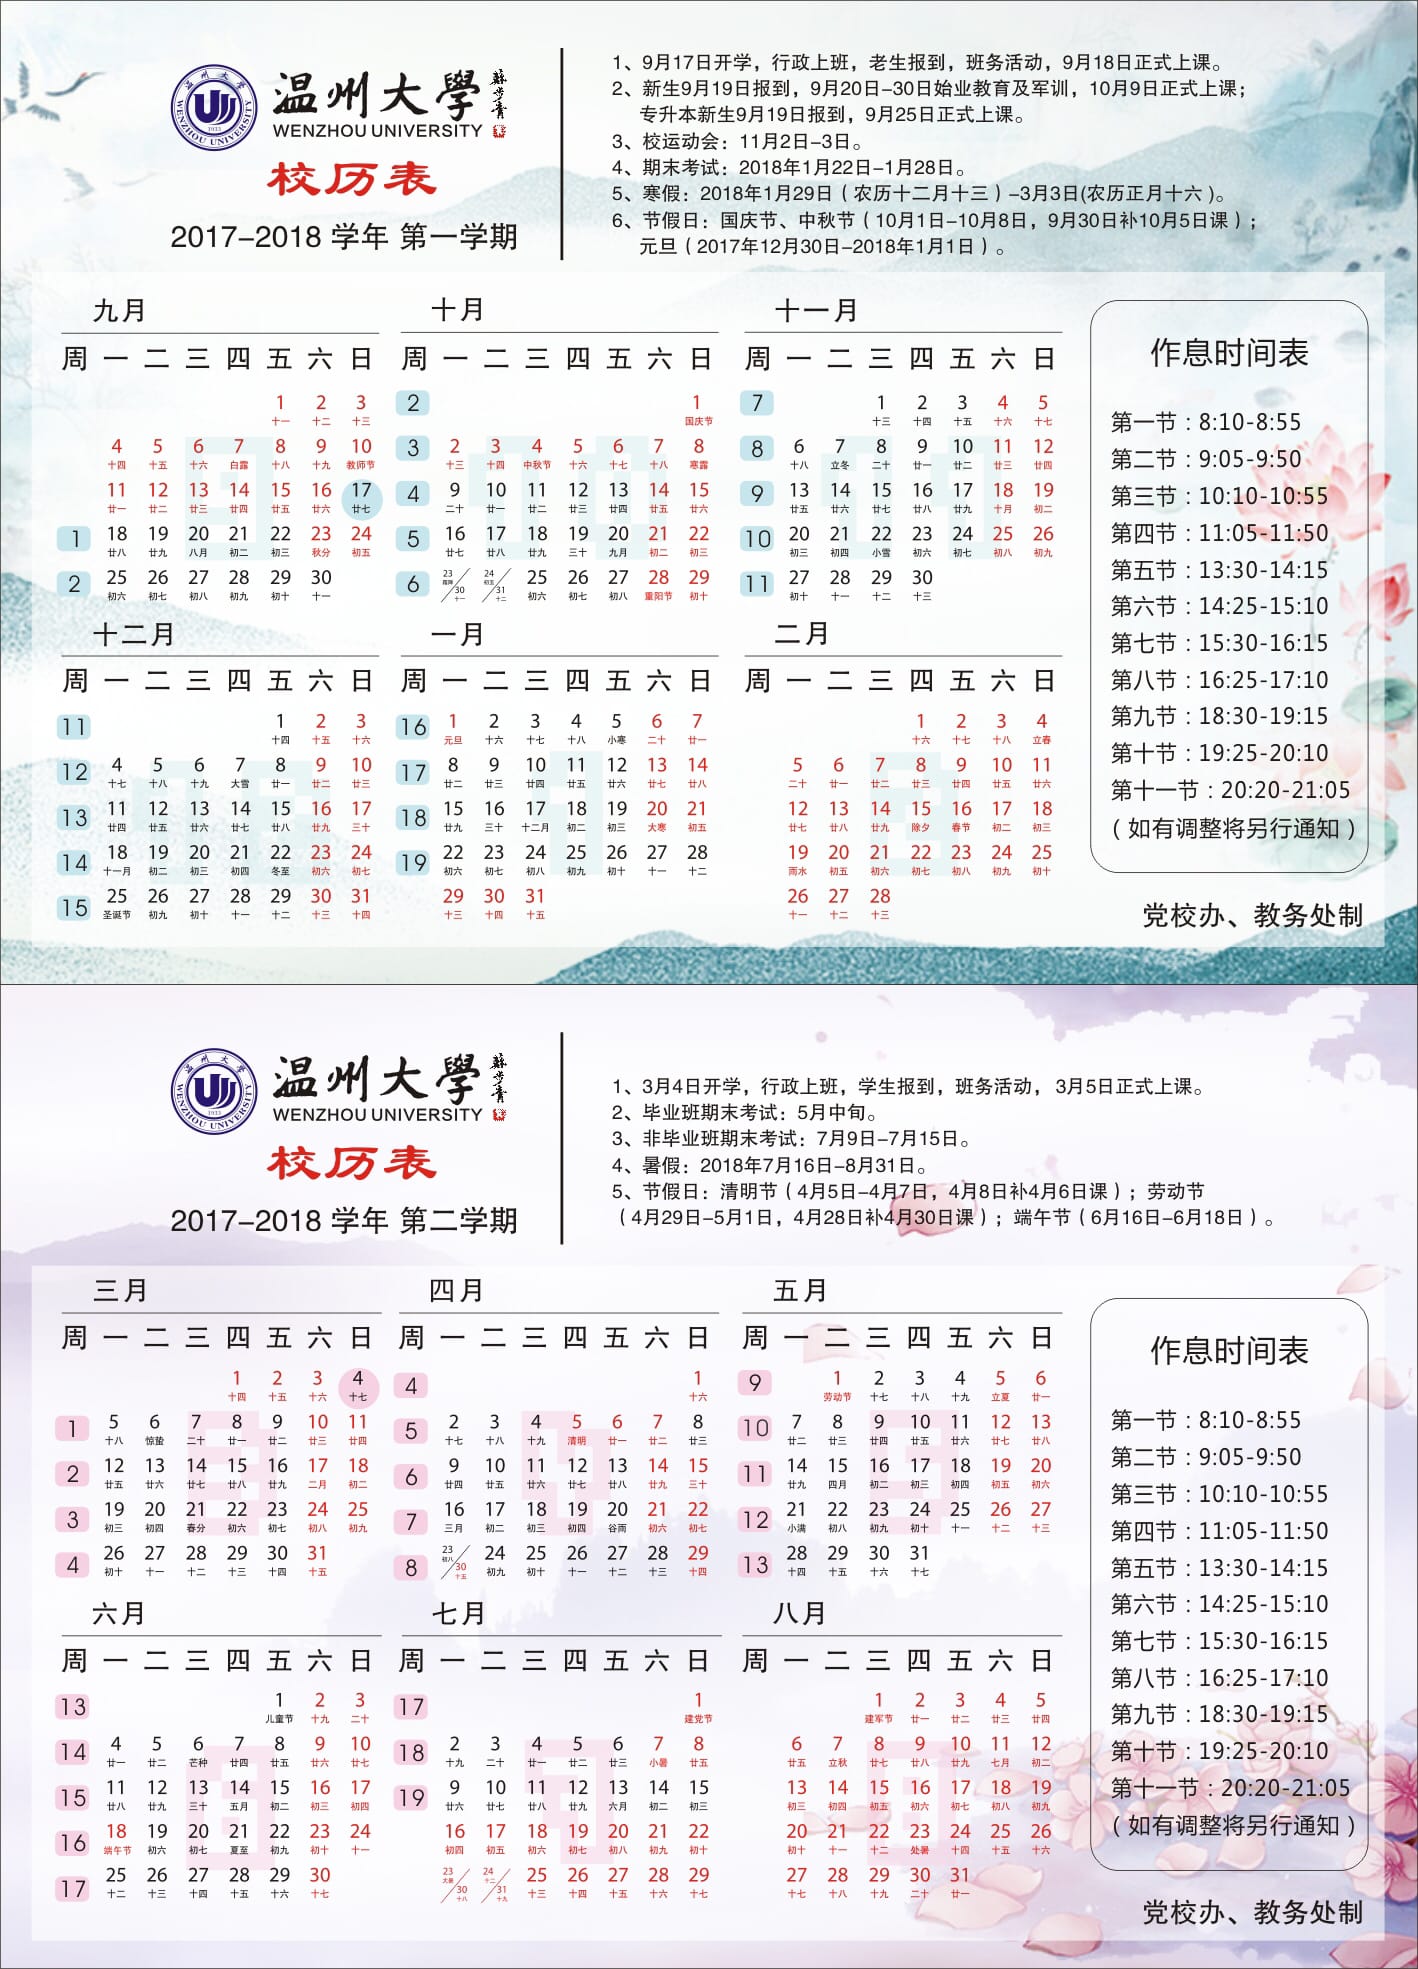 温州大学
WENZHOU UNIVERSITY
1933
温州大學
蘇步青
WENZHOU UNIVERSITY
校历表
2017-2018 学年 第一学期
1、9月17日开学，行政上班，老生报到，班务活动，9月18日正式上课。
2、新生9月19日报到，9月20日-30日始业教育及军训，10月9日正式上课；
专升本新生9月19日报到，9月25日正式上课。
3、校运动会：11月2日-3日。
4、期末考试：2018年1月22日-1月28日。
5、寒假：2018年1月29日（农历十二月十三）-3月3日(农历正月十六 )。
6、节假日：国庆节、中秋节（10月1日-10月8日，9月30日补10月5日课）；
元旦（2017年12月30日-2018年1月1日）。
九月
周 一 二 三 四 五 六 日
1 2 3
十一 十二 十三
4 5 6 7 8 9 10
十四 十五 十六 白露 十八 十九 教师节
11 12 13 14 15 16 17
廿一 廿二 廿三 廿四 廿五 廿六 廿七
1 18 19 20 21 22 23 24
廿八 廿九 八月 初二 初三 秋分 初五
2 25 26 27 28 29 30
初六 初七 初八 初九 初十 十一
十月
周 一 二 三 四 五 六 日
2 1
国庆节
3 2 3 4 5 6 7 8
十三 十四 中秋节 十六 十七 十八 寒露
4 9 10 11 12 13 14 15
二十 廿一 廿二 廿三 廿四 廿五 廿六
5 16 17 18 19 20 21 22
廿七 廿八 廿九 三十 九月 初二 初三
6 23/30 24/31 25 26 27 28 29
霜降 十一 初五 十二 初六 初七 初八 重阳节 初十
十一月
周 一 二 三 四 五 六 日
7 1 2 3 4 5
十三 十四 十五 十六 十七
8 6 7 8 9 10 11 12
十八 立冬 二十 廿一 廿二 廿三 廿四
9 13 14 15 16 17 18 19
廿五 廿六 廿七 廿八 廿九 十月 初二
10 20 21 22 23 24 25 26
初三 初四 小雪 初六 初七 初八 初九
11 27 28 29 30
初十 十一 十二 十三
十二月
周 一 二 三 四 五 六 日
11 1 2 3
十四 十五 十六
12 4 5 6 7 8 9 10
十七 十八 十九 大雪 廿一 廿二 廿三
13 11 12 13 14 15 16 17
廿四 廿五 廿六 廿七 廿八 廿九 三十
14 18 19 20 21 22 23 24
十一月 初二 初三 初四 冬至 初六 初七
15 25 26 27 28 29 30 31
圣诞节 初九 初十 十一 十二 十三 十四
一月
周 一 二 三 四 五 六 日
16 1 2 3 4 5 6 7
元旦 十六 十七 十八 小寒 二十 廿一
17 8 9 10 11 12 13 14
廿二 廿三 廿四 廿五 廿六 廿七 廿八
18 15 16 17 18 19 20 21
廿九 三十 十二月 初二 初三 大寒 初五
19 22 23 24 25 26 27 28
初六 初七 初八 初九 初十 十一 十二
29 30 31
十三 十四 十五
二月
周 一 二 三 四 五 六 日
1 2 3 4
十六 十七 十八 立春
5 6 7 8 9 10 11
二十 廿一 廿二 廿三 廿四 廿五 廿六
12 13 14 15 16 17 18
廿七 廿八 廿九 除夕 春节 初二 初三
19 20 21 22 23 24 25
雨水 初五 初六 初七 初八 初九 初十
26 27 28
十一 十二 十三
作息时间表
第一节：8:10-8:55
第二节：9:05-9:50
第三节：10:10-10:55
第四节：11:05-11:50
第五节：13:30-14:15
第六节：14:25-15:10
第七节：15:30-16:15
第八节：16:25-17:10
第九节：18:30-19:15
第十节：19:25-20:10
第十一节：20:20-21:05
（如有调整将另行通知）
党校办、教务处制
温州大学
WENZHOU UNIVERSITY
1933
温州大學
蘇步青
WENZHOU UNIVERSITY
校历表
2017-2018 学年 第二学期
1、3月4日开学，行政上班，学生报到，班务活动， 3月5日正式上课。
2、毕业班期末考试：5月中旬。
3、非毕业班期末考试：7月9日-7月15日。
4、暑假：2018年7月16日-8月31日。
5、节假日：清明节（4月5日-4月7日，4月8日补4月6日课）；劳动节
（4月29日-5月1日，4月28日补4月30日课）；端午节（6月16日-6月18日）。
三月
周 一 二 三 四 五 六 日
1 2 3 4
十四 十五 十六 十七
1 5 6 7 8 9 10 11
十八 惊蛰 二十 廿一 廿二 廿三 廿四
2 12 13 14 15 16 17 18
廿五 廿六 廿七 廿八 廿九 二月 初二
3 19 20 21 22 23 24 25
初三 初四 春分 初六 初七 初八 初九
4 26 27 28 29 30 31
初十 十一 十二 十三 十四 十五
四月
周 一 二 三 四 五 六 日
4 1
十六
5 2 3 4 5 6 7 8
十七 十八 十九 清明 廿一 廿二 廿三
6 9 10 11 12 13 14 15
廿四 廿五 廿六 廿七 廿八 廿九 三十
7 16 17 18 19 20 21 22
三月 初二 初三 初四 谷雨 初六 初七
8 23/30 24 25 26 27 28 29
初八 十五 初九 初十 十一 十二 十三 十四
五月
周 一 二 三 四 五 六 日
9 1 2 3 4 5 6
劳动节 十七 十八 十九 立夏 廿一
10 7 8 9 10 11 12 13
廿二 廿三 廿四 廿五 廿六 廿七 廿八
11 14 15 16 17 18 19 20
廿九 四月 初二 初三 初四 初五 初六
12 21 22 23 24 25 26 27
小满 初八 初九 初十 十一 十二 十三
13 28 29 30 31
十四 十五 十六 十七
六月
周 一 二 三 四 五 六 日
13 1 2 3
儿童节 十九 二十
14 4 5 6 7 8 9 10
廿一 廿二 芒种 廿四 廿五 廿六 廿七
15 11 12 13 14 15 16 17
廿八 廿九 三十 五月 初二 初三 初四
16 18 19 20 21 22 23 24
端午节 初六 初七 夏至 初九 初十 十一
17 25 26 27 28 29 30
十二 十三 十四 十五 十六 十七
七月
周 一 二 三 四 五 六 日
17 1
建党节
18 2 3 4 5 6 7 8
十九 二十 廿一 廿二 廿三 小暑 廿五
19 9 10 11 12 13 14 15
廿六 廿七 廿八 廿九 六月 初二 初三
16 17 18 19 20 21 22
初四 初五 初六 初七 初八 初九 初十
23/30 24/31 25 26 27 28 29
大暑 十八 十二 十九 十三 十四 十五 十六 十七
八月
周 一 二 三 四 五 六 日
1 2 3 4 5
建军节 廿一 廿二 廿三 廿四
6 7 8 9 10 11 12
廿五 立秋 廿七 廿八 廿九 七月 初二
13 14 15 16 17 18 19
初三 初四 初五 初六 初七 初八 初九
20 21 22 23 24 25 26
初十 十一 十二 处暑 十四 十五 十六
27 28 29 30 31
十七 十八 十九 二十 廿一
作息时间表
第一节：8:10-8:55
第二节：9:05-9:50
第三节：10:10-10:55
第四节：11:05-11:50
第五节：13:30-14:15
第六节：14:25-15:10
第七节：15:30-16:15
第八节：16:25-17:10
第九节：18:30-19:15
第十节：19:25-20:10
第十一节：20:20-21:05
（如有调整将另行通知）
党校办、教务处制